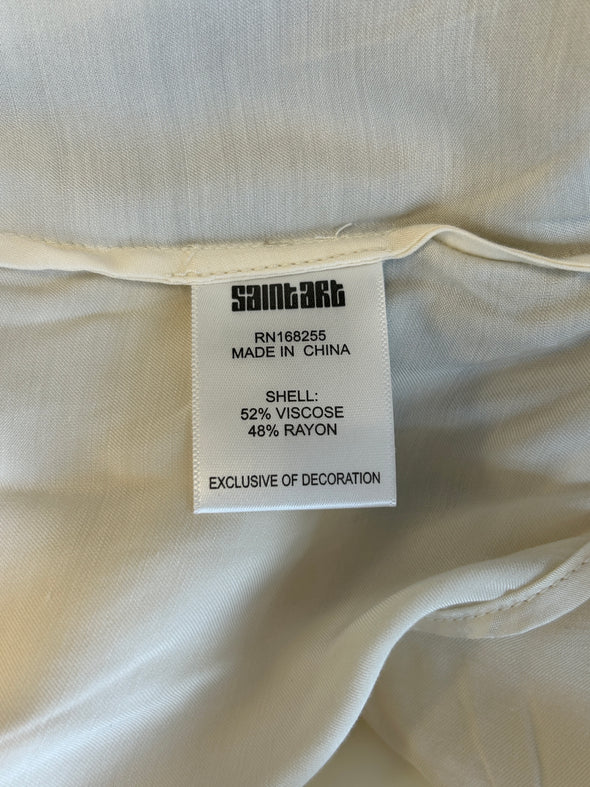 saintart
RN168255
MADE IN CHINA
SHELL:
52% VISCOSE
48% RAYON
EXCLUSIVE OF DECORATION